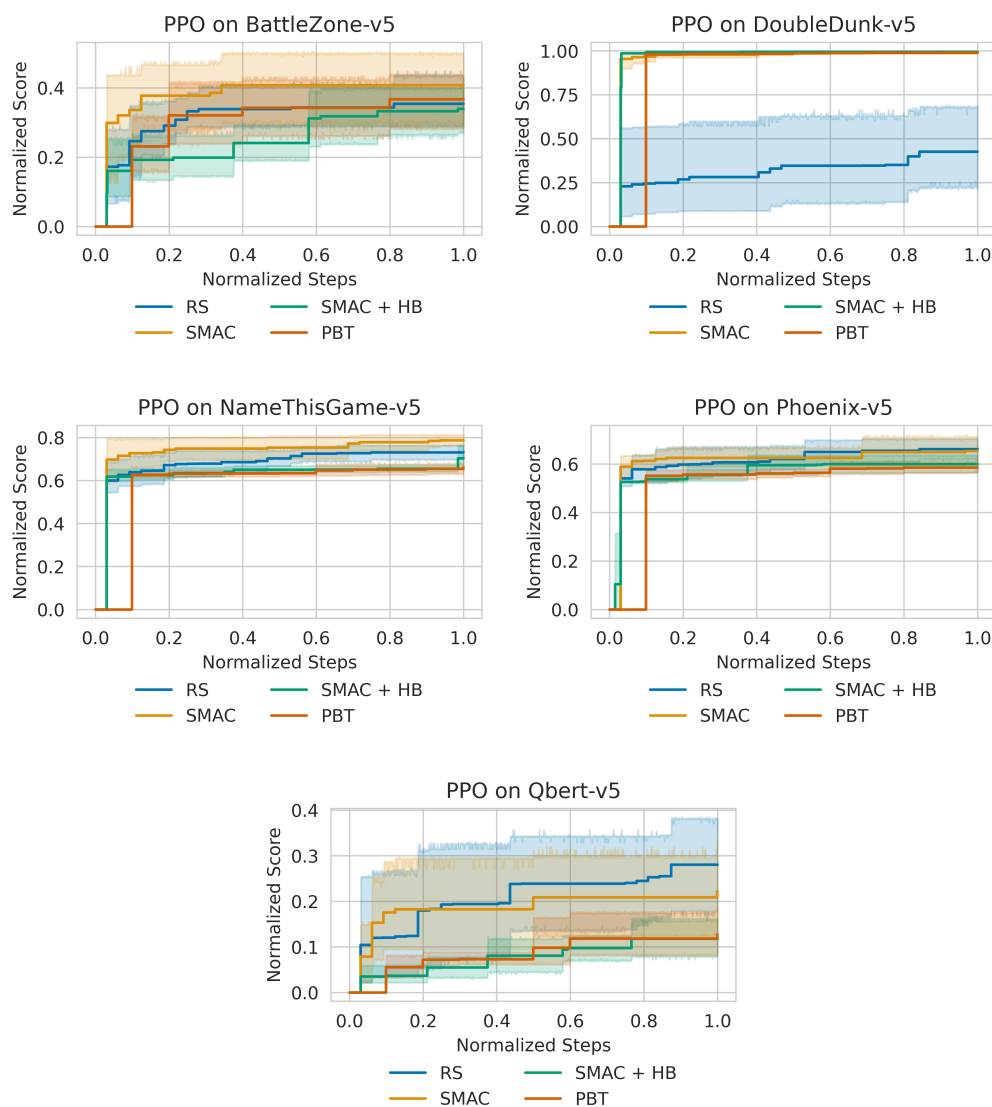 PPO on BattleZone-v5
Normalized Score
0.4
0.2
0.0
0.0 0.2 0.4 0.6 0.8 1.0
Normalized Steps
RS SMAC + HB
SMAC PBT
PPO on DoubleDunk-v5
Normalized Score
1.00
0.75
0.50
0.25
0.00
0.0 0.2 0.4 0.6 0.8 1.0
Normalized Steps
RS SMAC + HB
SMAC PBT
PPO on NameThisGame-v5
Normalized Score
0.8
0.6
0.4
0.2
0.0
0.0 0.2 0.4 0.6 0.8 1.0
Normalized Steps
RS SMAC + HB
SMAC PBT
PPO on Phoenix-v5
Normalized Score
0.6
0.4
0.2
0.0
0.0 0.2 0.4 0.6 0.8 1.0
Normalized Steps
RS SMAC + HB
SMAC PBT
PPO on Qbert-v5
Normalized Score
0.4
0.3
0.2
0.1
0.0
0.0 0.2 0.4 0.6 0.8 1.0
Normalized Steps
RS SMAC + HB
SMAC PBT